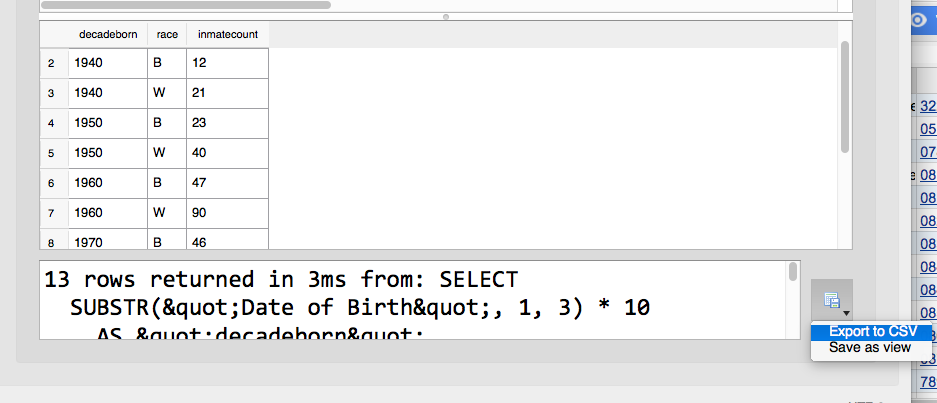 decadeborn race inmatecount
2 1940 B 12
3 1940 W 21
4 1950 B 23
5 1950 W 40
6 1960 B 47
7 1960 W 90
8 1970 B 46
13 rows returned in 3ms from: SELECT
SUBSTR(&quot;Date of Birth&quot;, 1, 3) * 10
AS &quot;decadeborn&quot;
Export to CSV
Save as view
32
05
07
08
08
08
08
08
08
08
78